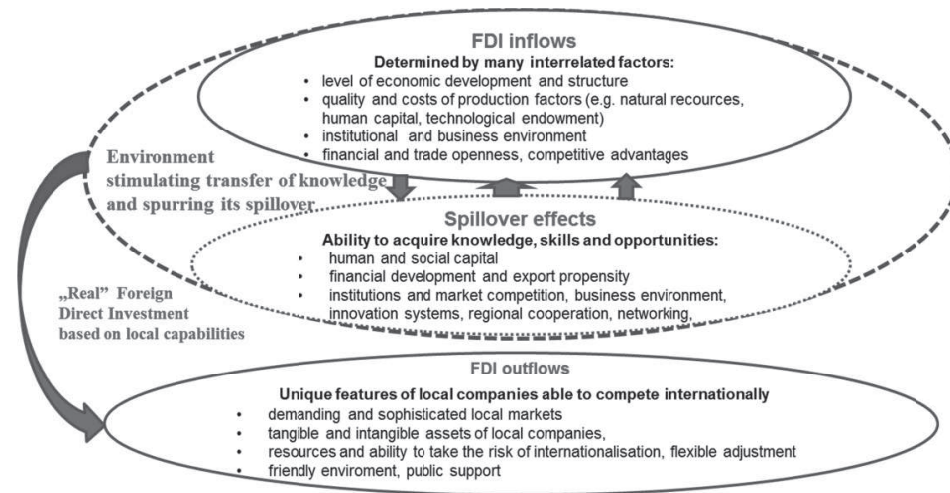 FDI inflows
Determined by many interrelated factors:
• level of economic development and structure
• quality and costs of production factors (e.g. natural recources,
human capital, technological endowment)
• institutional and business environment
• financial and trade openness, competitive advantages
Environment
stimulating transfer of knowledge
and spurring its spillover
Spillover effects
Ability to acquire knowledge, skills and opportunities:
• human and social capital
• financial development and export propensity
• institutions and market competition, business environment,
innovation systems, regional cooperation, networking,
„Real” Foreign
Direct Investment
based on local capabilities
FDI outflows
Unique features of local companies able to compete internationally
• demanding and sophisticated local markets
• tangible and intangible assets of local companies,
• resources and ability to take the risk of internationalisation, flexible adjustment
• friendly enviroment, public support